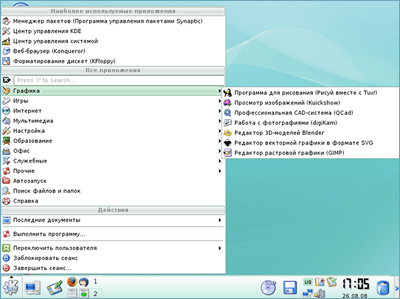 Наиболее используемые приложения
Менеджер пакетов (Программа управления пакетами Synaptic)
Центр управления KDE
Центр управления системой
Веб-браузер (Konqueror)
Форматирование дискет (KFloppy)
Все приложения
Press '/' to search...
Графика
Игры
Интернет
Мультимедиа
Настройка
Образование
Офис
Служебные
Прочие
Автозапуск
Поиск файлов и папок
Справка
Действия
Последние документы
Выполнить программу...
Переключить пользователя
Заблокировать сеанс
Завершить сеанс...
Программа для рисования (Рисуй вместе с Tux!)
Просмотр изображений (Kuickshow)
Профессиональная CAD-система (QCad)
Работа с фотографиями (digiKam)
Редактор 3D-моделей Blender
Редактор векторной графики в формате SVG
Редактор растровой графики (GIMP)
1
2
17:05
26.08.08